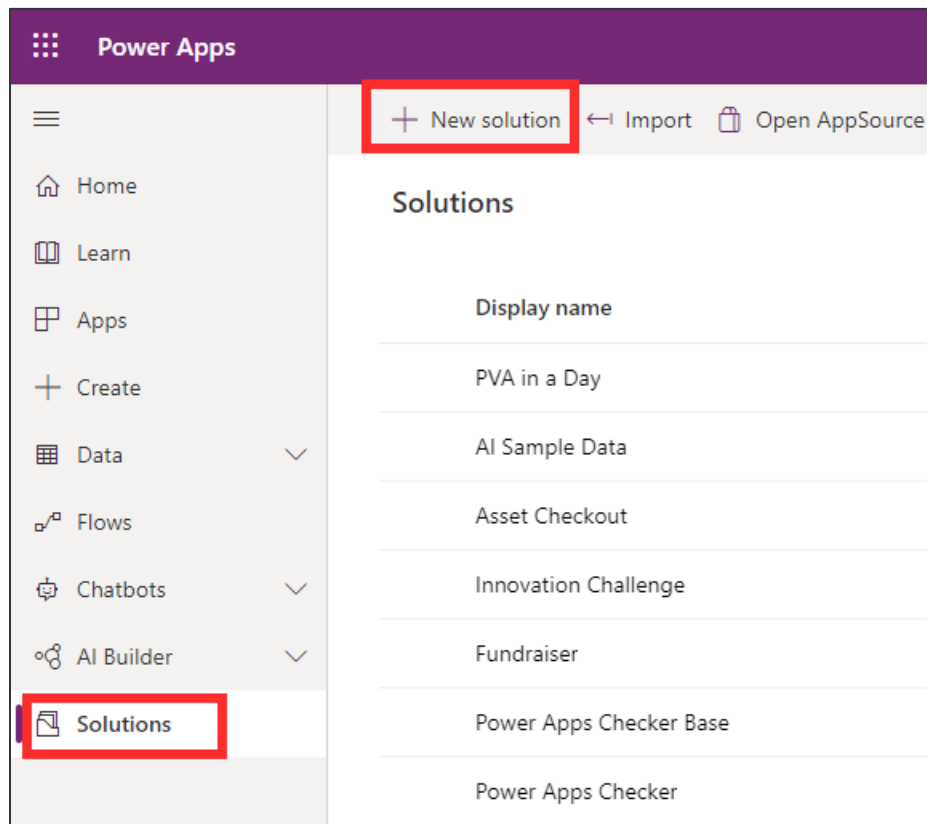 Power Apps
New solution Import Open AppSource
Home
Learn
Apps
Create
Data
Flows
Chatbots
AI Builder
Solutions
Solutions
Display name
PVA in a Day
AI Sample Data
Asset Checkout
Innovation Challenge
Fundraiser
Power Apps Checker Base
Power Apps Checker